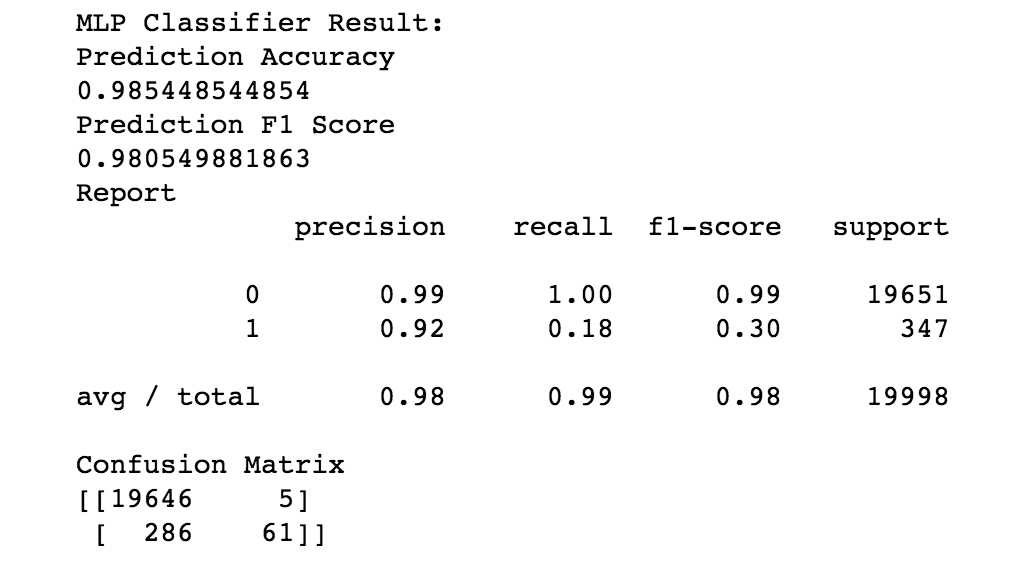 MLP Classifier Result:
Prediction Accuracy
0.985448544854
Prediction F1 Score
0.980549881863
Report
precision recall f1-score support
0 0.99 1.00 0.99 19651
1 0.92 0.18 0.30 347
avg / total 0.98 0.99 0.98 19998
Confusion Matrix
[[19646 5]
[ 286 61]]